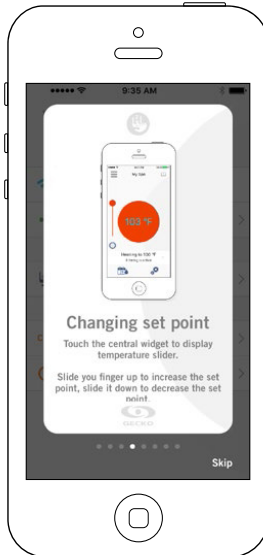 9:35 AM
My Spa
103 °F
Heating to 100 °F
Changing set point
Touch the central widget to display
temperature slider.
Slide you finger up to increase the set
point, slide it down to decrease the set
point.
GECKO
Skip